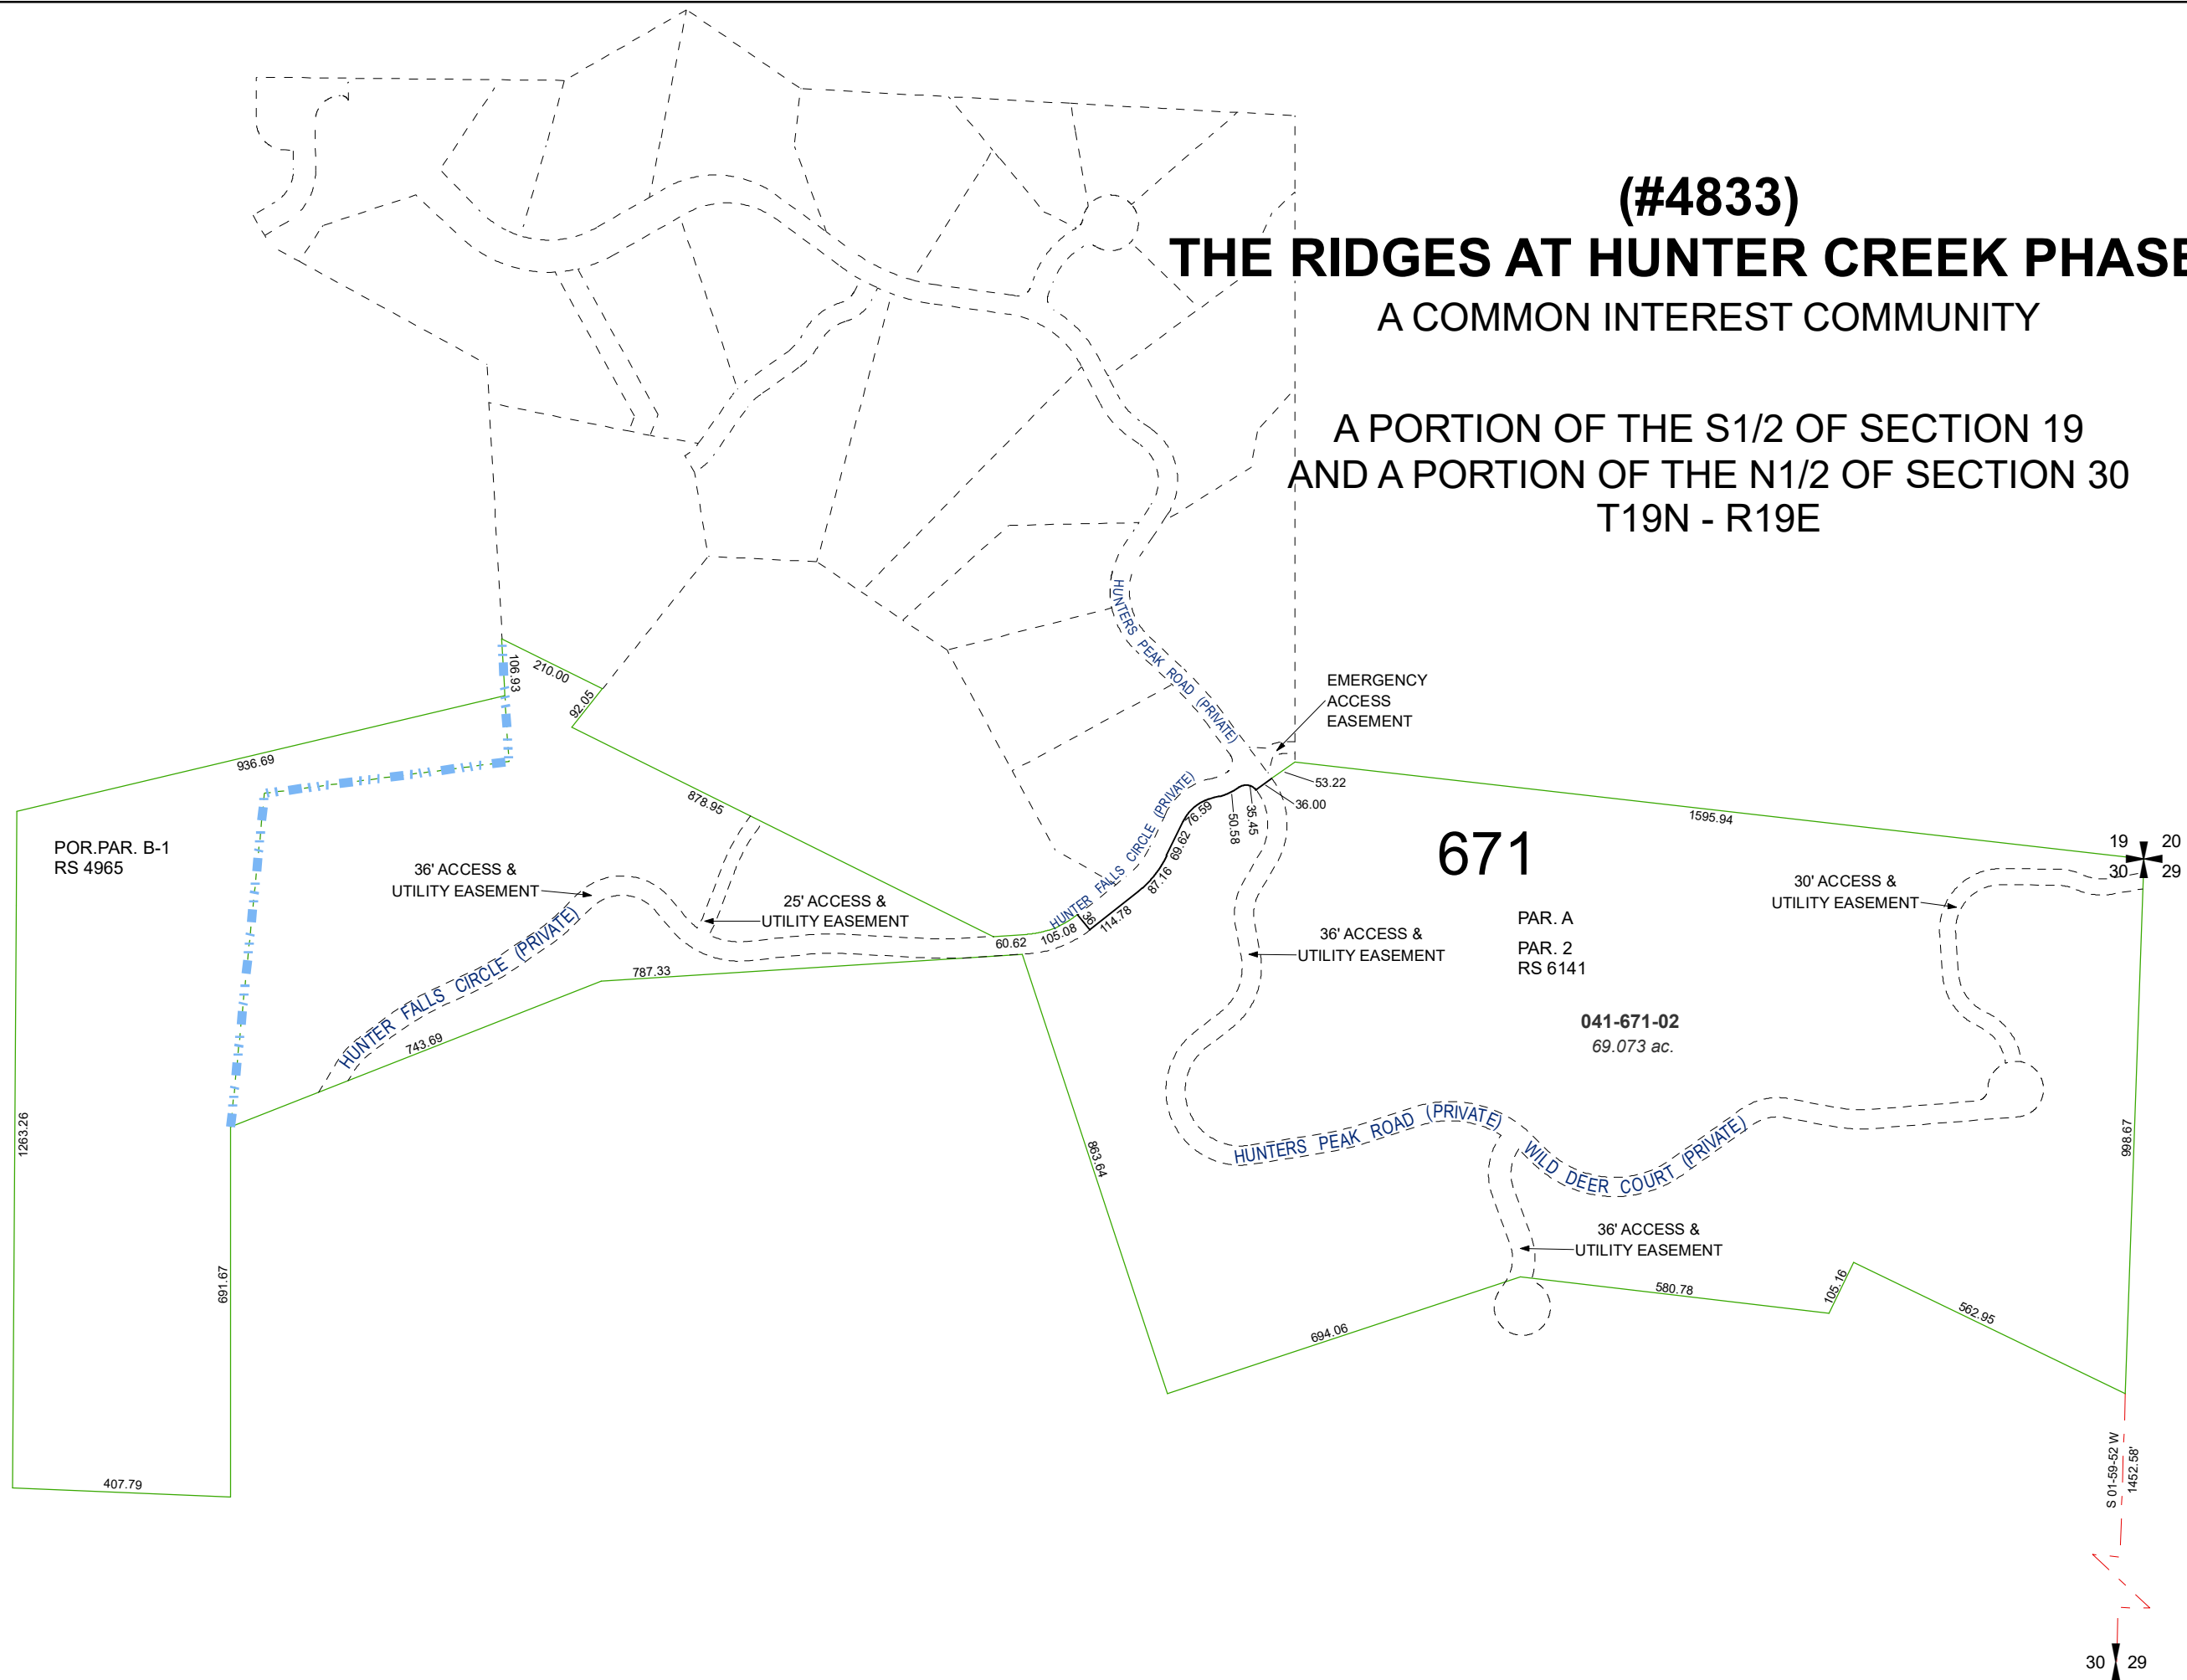 (#4833)
THE RIDGES AT HUNTER CREEK PHASE
A COMMON INTEREST COMMUNITY
A PORTION OF THE S1/2 OF SECTION 19
AND A PORTION OF THE N1/2 OF SECTION 30
T19N - R19E
HUNTERS PEAK ROAD (PRIVATE)
EMERGENCY
ACCESS
EASEMENT
106.93
210.00
92.05
936.69
878.95
53.22
36.00
1595.94
HUNTER FALLS CIRCLE (PRIVATE)
76.59
50.58
35.45
69.62
87.16
114.78
36
105.08
60.62
671
19 20
30 29
POR.PAR. B-1
RS 4965
36' ACCESS &
UTILITY EASEMENT
25' ACCESS &
UTILITY EASEMENT
30' ACCESS &
UTILITY EASEMENT
PAR. A
PAR. 2
RS 6141
36' ACCESS &
UTILITY EASEMENT
HUNTER FALLS CIRCLE (PRIVATE)
787.33
743.69
041-671-02
69.073 ac.
1263.26
863.64
998.67
HUNTERS PEAK ROAD (PRIVATE)
WILD DEER COURT (PRIVATE)
36' ACCESS &
UTILITY EASEMENT
691.67
694.06
580.78
105.16
562.95
407.79
S 01-59-52 W
1452.58'
30 29